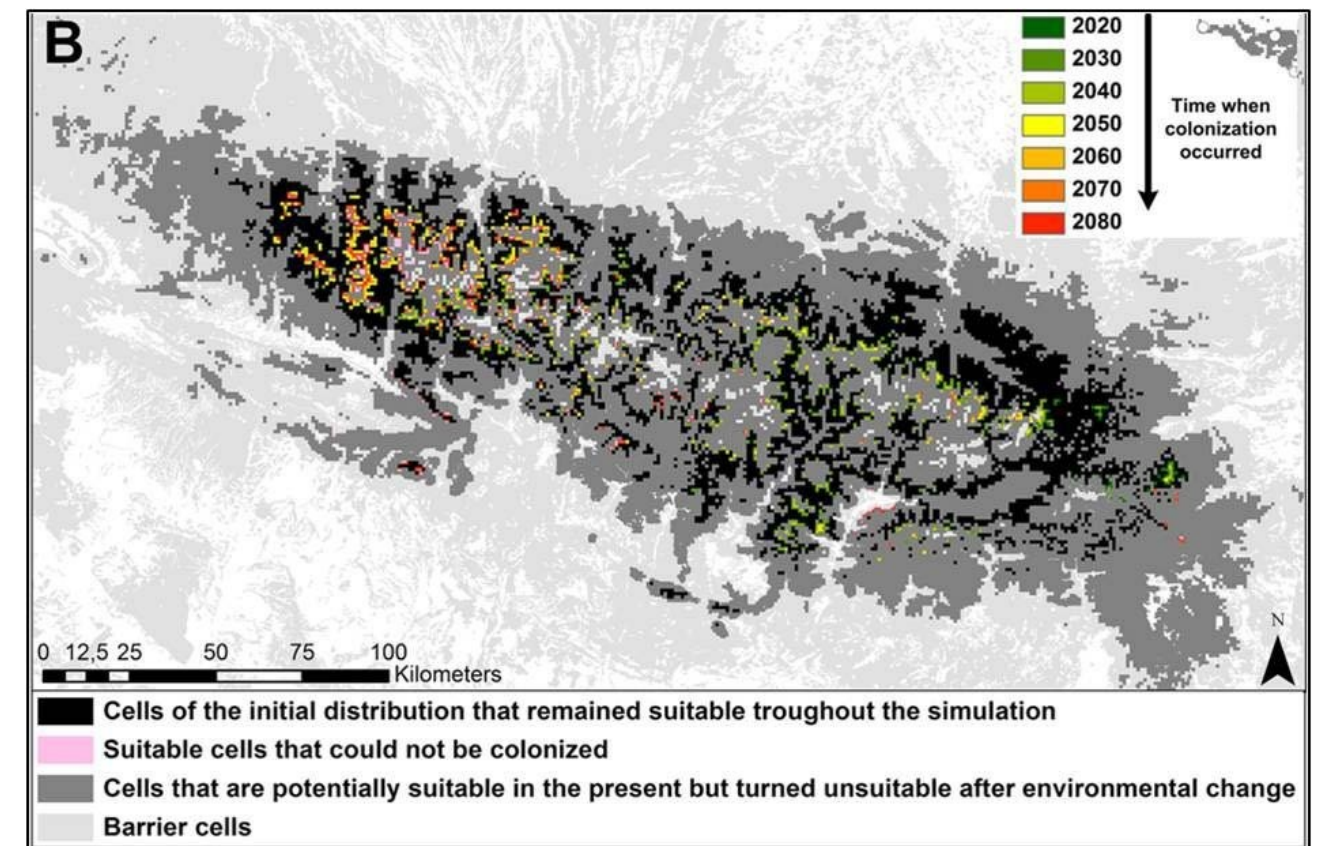 B
2020
2030
2040
2050
2060
2070
2080
Time when
colonization
occurred
N
0 12,5 25 50 75 100
Kilometers
Cells of the initial distribution that remained suitable troughout the simulation
Suitable cells that could not be colonized
Cells that are potentially suitable in the present but turned unsuitable after environmental change
Barrier cells